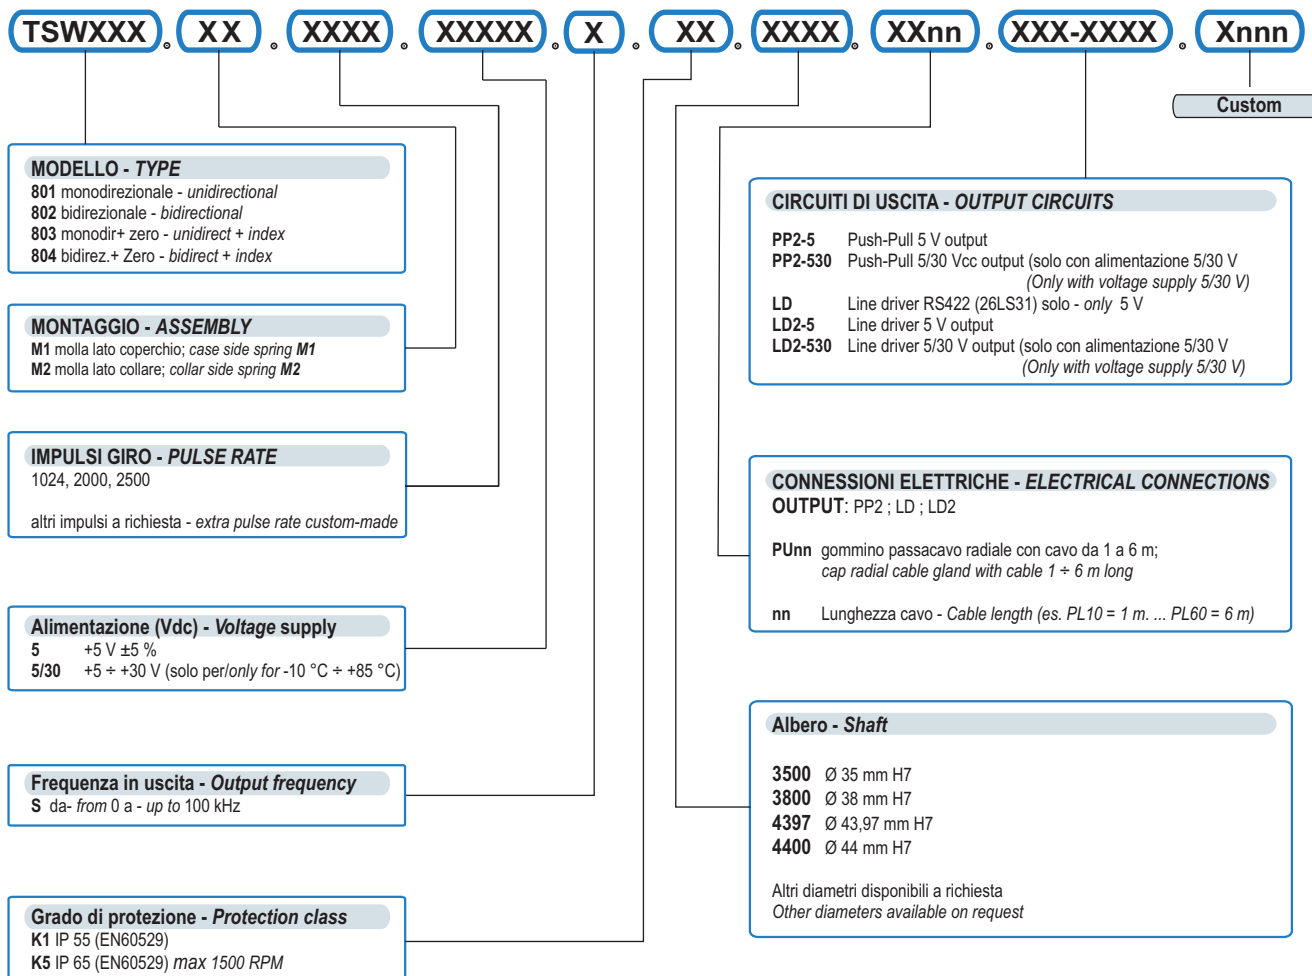 TSWXXX . XX . XXXX . XXXXX . X . XX . XXXX . XXnn . XXX-XXXX . Xnnn
Custom
MODELLO - TYPE
801 monodirezionale - unidirectional
802 bidirezionale - bidirectional
803 monodir+ zero - unidirect + index
804 bidirez.+ Zero - bidirect + index
MONTAGGIO - ASSEMBLY
M1 molla lato coperchio; case side spring M1
M2 molla lato collare; collar side spring M2
IMPULSI GIRO - PULSE RATE
1024, 2000, 2500
altri impulsi a richiesta - extra pulse rate custom-made
Alimentazione (Vdc) - Voltage supply
5 +5 V ±5 %
5/30 +5 ÷ +30 V (solo per/only for -10 °C ÷ +85 °C)
Frequenza in uscita - Output frequency
S da- from 0 a - up to 100 kHz
Grado di protezione - Protection class
K1 IP 55 (EN60529)
K5 IP 65 (EN60529) max 1500 RPM
CIRCUITI DI USCITA - OUTPUT CIRCUITS
PP2-5 Push-Pull 5 V output
PP2-530 Push-Pull 5/30 Vcc output (solo con alimentazione 5/30 V
(Only with voltage supply 5/30 V)
LD Line driver RS422 (26LS31) solo - only 5 V
LD2-5 Line driver 5 V output
LD2-530 Line driver 5/30 V output (solo con alimentazione 5/30 V
(Only with voltage supply 5/30 V)
CONNESSIONI ELETTRICHE - ELECTRICAL CONNECTIONS
OUTPUT: PP2 ; LD ; LD2
PUnn gommino passacavo radiale con cavo da 1 a 6 m;
cap radial cable gland with cable 1 ÷ 6 m long
nn Lunghezza cavo - Cable length (es. PL10 = 1 m. ... PL60 = 6 m)
Albero - Shaft
3500 Ø 35 mm H7
3800 Ø 38 mm H7
4397 Ø 43,97 mm H7
4400 Ø 44 mm H7
Altri diametri disponibili a richiesta
Other diameters available on request